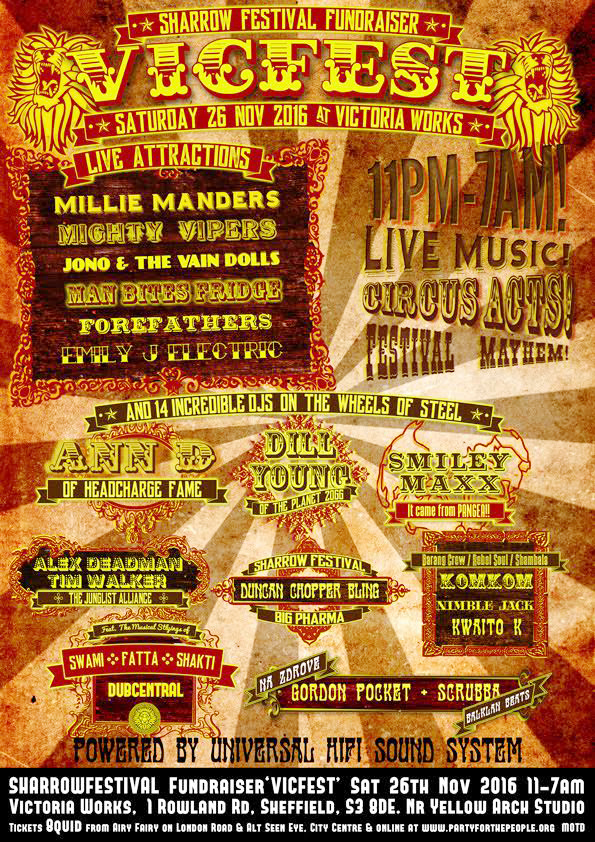 SHARROW FESTIVAL FUNDRAISER
VICFEST
SATURDAY 26 NOV 2016 AT VICTORIA WORKS
LIVE ATTRACTIONS
MILLIE MANDERS
MIGHTY VIPERS
JONO & THE VAIN DOLLS
MAN BITES FRIDGE
FOREFATHERS
EMILY J ELECTRIC
11PM-7AM!
LIVE MUSIC!
CIRCUS ACTS!
FESTIVAL MAYHEM!
AND 14 INCREDIBLE DJS ON THE WHEELS OF STEEL
ANN D
OF HEADCHARGE FAME
DILL
YOUNG
OF THE PLANET 2066
SMILEY
MAXX
It came from PANGEA!!
ALEX DEADMAN
TIM WALKER
THE JUNGLIST ALLIANCE
SHARROW FESTIVAL
DUNCAN CHOPPER BLING
BIG PHARMA
Barang Crew / Rebel Soul / Shambala
KOMKOM
NIMBLE JACK
KWAITO K
Feat. The Musical Stlyings of
SWAMI FATTA SHAKTI
DUBCENTRAL
NA ZDROVE
GORDON POCKET + SCRUBBA
BALKLAN BEATS
POWERED BY UNIVERSAL HIFI SOUND SYSTEM
SHARROWFESTIVAL FUNDRAISER 'VICFEST' SAT 26TH NOV 2016 11-7AM
VICTORIA WORKS, 1 ROWLAND RD, SHEFFIELD, S3 8DE. NR YELLOW ARCH STUDIO
TICKETS 8QUID FROM AIRY FAIRY ON LONDON ROAD & ALT SEEN EYE, CITY CENTRE & ONLINE AT WWW.PARTYFORTHEPEOPLE.ORG MOTD